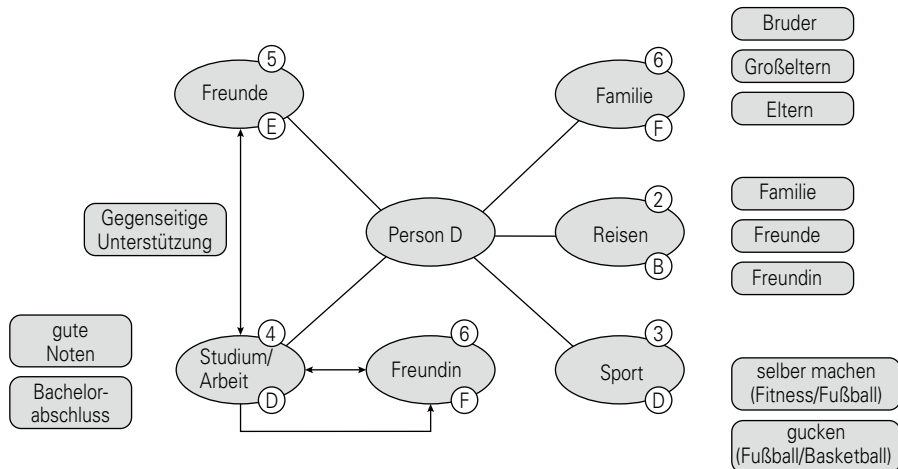 5
Freunde
E
Gegenseitige
Unterstützung
gute
Noten
Bachelor-
abschluss
4
Studium/
Arbeit
D
6
Freundin
F
Person D
6
Familie
F
Bruder
Großeltern
Eltern
2
Reisen
B
Familie
Freunde
Freundin
3
Sport
D
selber machen
(Fitness/Fußball)
gucken
(Fußball/Basketball)